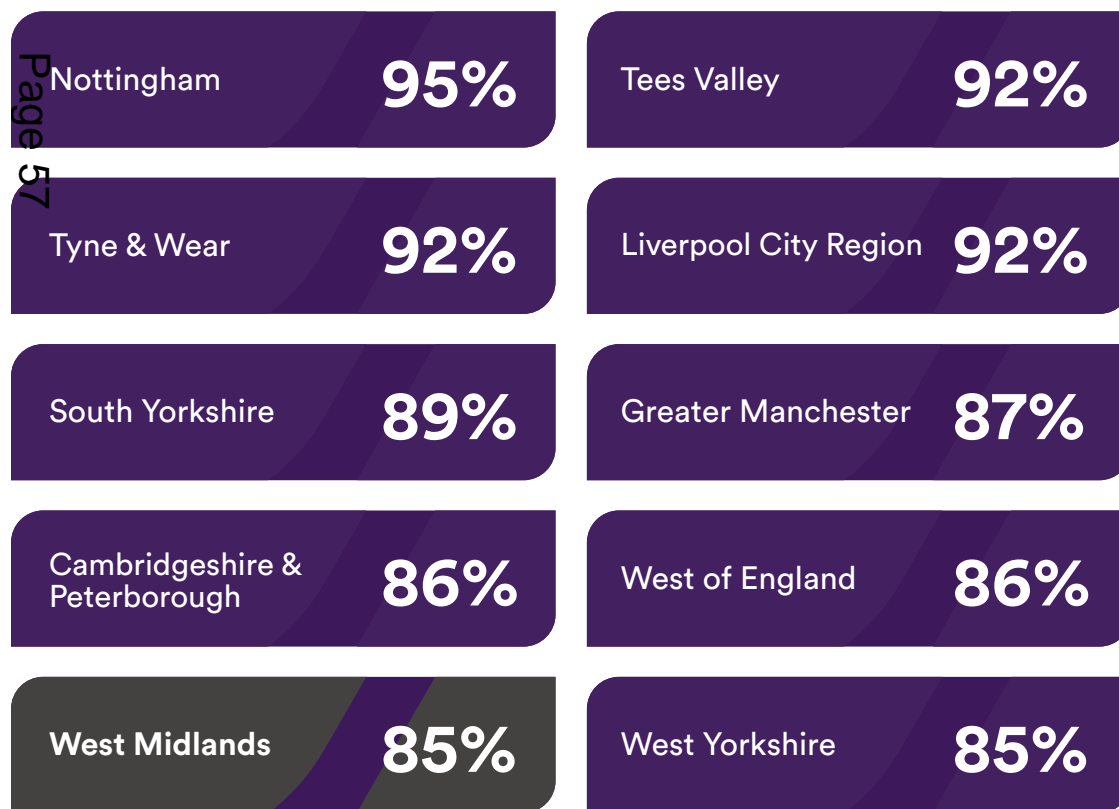 Page 57
Nottingham 95%
Tees Valley 92%
Tyne & Wear 92%
Liverpool City Region 92%
South Yorkshire 89%
Greater Manchester 87%
Cambridgeshire &
Peterborough 86%
West of England 86%
West Midlands 85%
West Yorkshire 85%